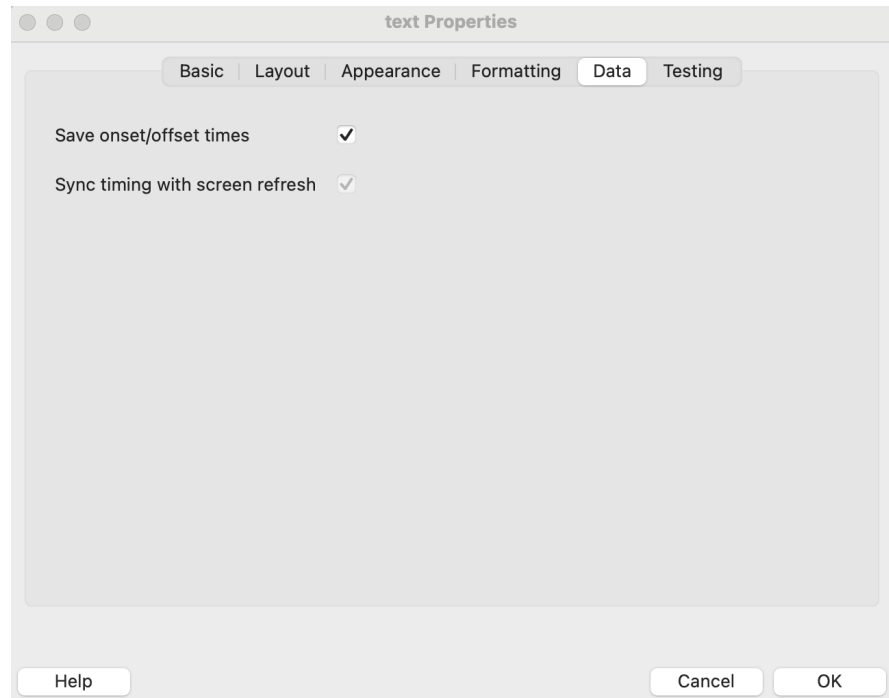 text Properties
Basic Layout Appearance Formatting Data Testing
Save onset/offset times
Sync timing with screen refresh
Help Cancel OK